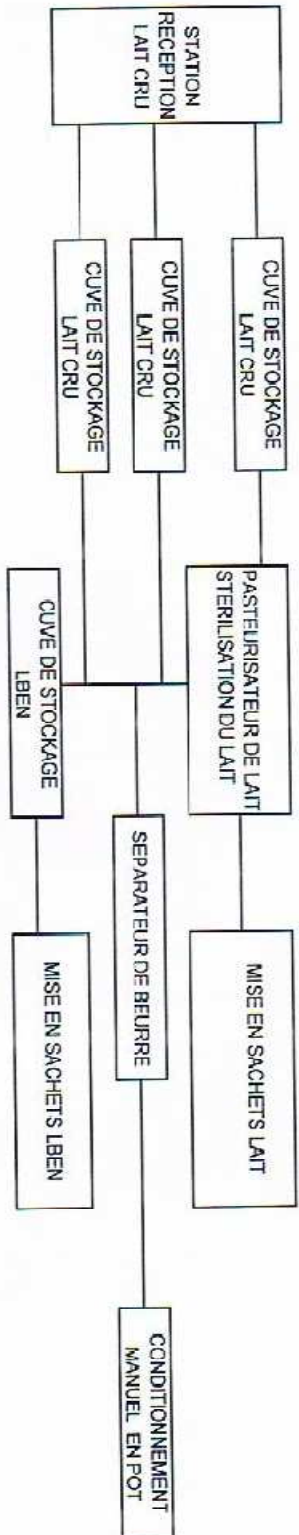 STATION
RECEPTION
LAIT CRU
CUVE DE STOCKAGE
LAIT CRU
CUVE DE STOCKAGE
LAIT CRU
CUVE DE STOCKAGE
LAIT CRU
PASTEURISATEUR DE LAIT
STERILISATION DU LAIT
CUVE DE STOCKAGE
LBEN
SEPARATEUR DE BEURRE
MISE EN SACHETS LAIT
MISE EN SACHETS LBEN
CONDITIONNEMENT
MANUEL EN POT